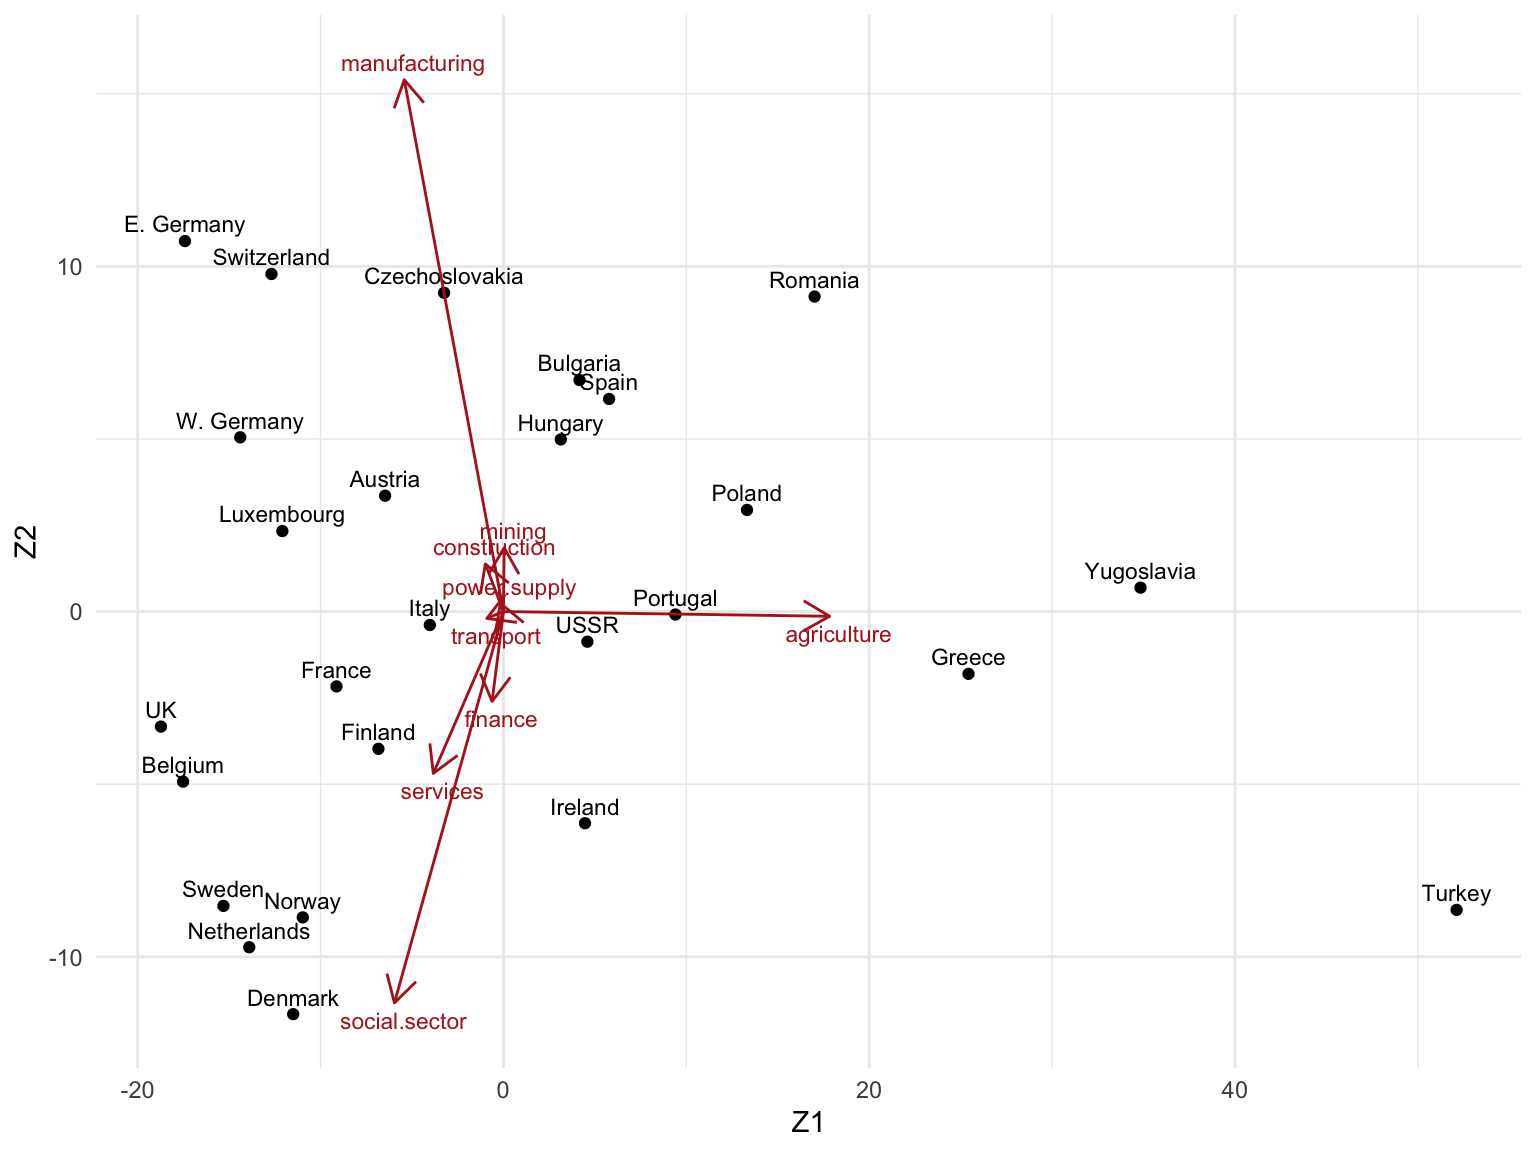 manufacturing
E. Germany
Switzerland
10
Czechoslovakia
Romania
Bulgaria
Spain
W. Germany
Hungary
Austria
Poland
Luxembourg
mining
Z2
construction
Yugoslavia
power.supply
Portugal
0
Italy
USSR
transport
agriculture
Greece
France
UK
finance
Finland
Belgium
services
Ireland
Sweden
Norway
Turkey
Netherlands
-10
Denmark
social.sector
-20
0
20
40
Z1